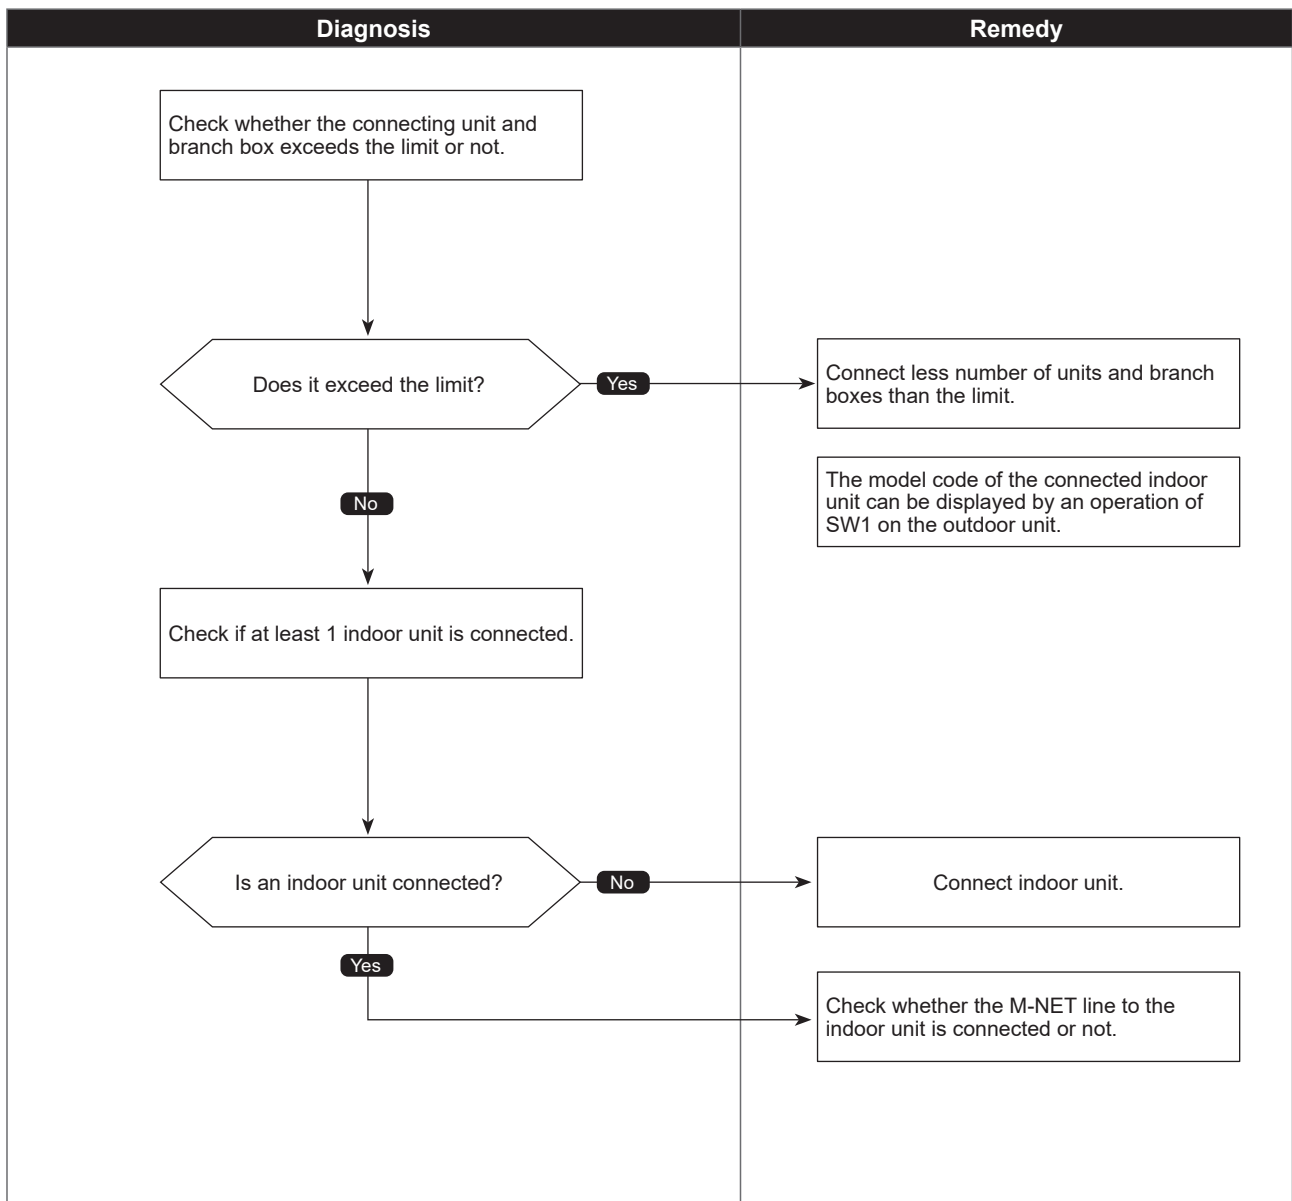 Diagnosis
Remedy
Check whether the connecting unit and
branch box exceeds the limit or not.
Does it exceed the limit?
Yes
Connect less number of units and branch
boxes than the limit.
The model code of the connected indoor
unit can be displayed by an operation of
SW1 on the outdoor unit.
No
Check if at least 1 indoor unit is connected.
Is an indoor unit connected?
No
Connect indoor unit.
Yes
Check whether the M-NET line to the
indoor unit is connected or not.